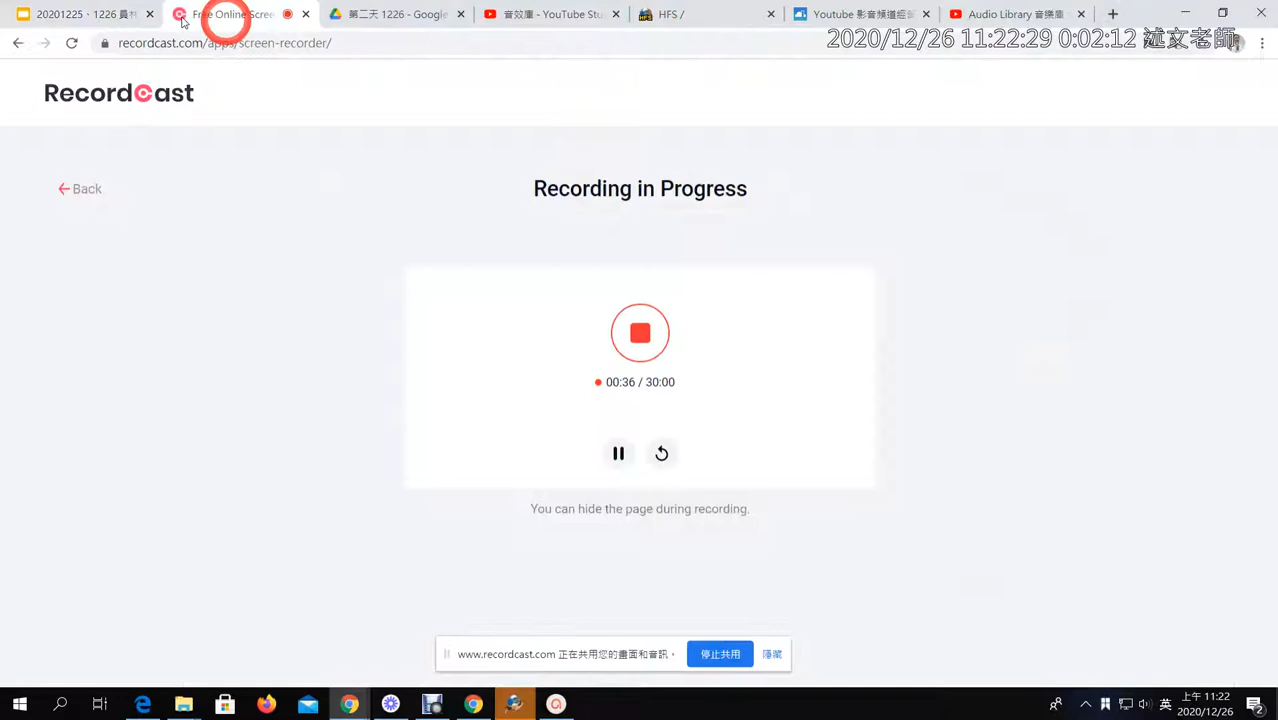 20201225 - 1226 員林
Free Online Scree
第二天 1226 - Google
音效庫 - YouTube Stu
HFS /
Youtube 影音頻道經營
Audio Library 音樂庫
recordcast.com/apps/screen-recorder/
2020/12/26 11:22:29 0:02:12 述文老師
RecordCast
Back
Recording in Progress
00:36 / 30:00
You can hide the page during recording.
www.recordcast.com 正在共用您的畫面和音訊。
停止共用
隱藏
英
上午 11:22
2020/12/26
2